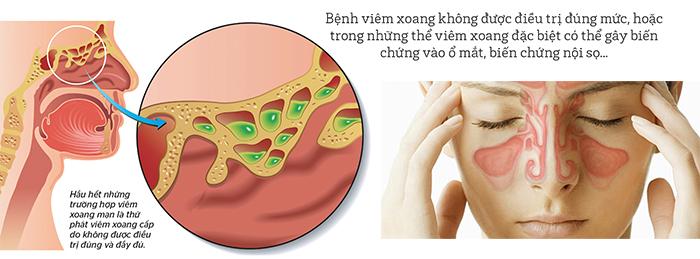 Bệnh viêm xoang không được điều trị đúng mức, hoặc
trong những thể viêm xoang đặc biệt có thể gây biến
chứng vào ổ mắt, biến chứng nội sọ...
Hầu hết những
trường hợp viêm
xoang mạn là thứ
phát viêm xoang cấp
do không được điều
trị đúng và đầy đủ.